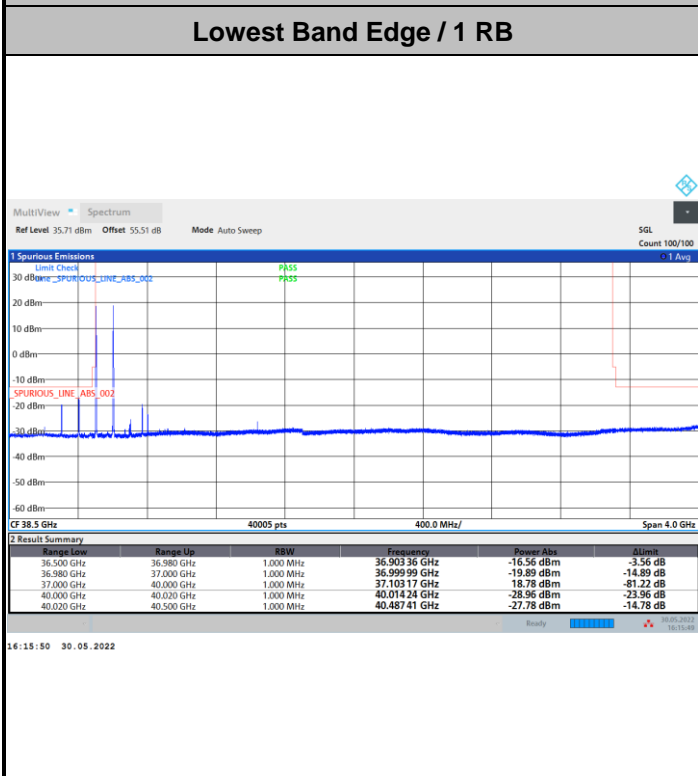 Lowest Band Edge / 1 RB
MultiView Spectrum
Ref Level 35.71 dBm Offset 55.51 dB Mode Auto Sweep SGL
Count 100/100
1 Spurious Emissions 1 Avg
Limit Check PASS
30 dBm Line _SPURIOUS_LINE_ABS_002 PASS
20 dBm
10 dBm
0 dBm
-10 dBm
_SPURIOUS_LINE_ABS_002
-20 dBm
-30 dBm
-40 dBm
-50 dBm
-60 dBm
CF 38.5 GHz 40005 pts 400.0 MHz/ Span 4.0 GHz
2 Result Summary
Range Low Range Up RBW Frequency Power Abs ΔLimit
36.500 GHz 36.980 GHz 1.000 MHz 36.903 36 GHz -16.56 dBm -3.56 dB
36.980 GHz 37.000 GHz 1.000 MHz 36.999 99 GHz -19.89 dBm -14.89 dB
37.000 GHz 40.000 GHz 1.000 MHz 37.103 17 GHz 18.78 dBm -81.22 dB
40.000 GHz 40.020 GHz 1.000 MHz 40.014 24 GHz -28.96 dBm -23.96 dB
40.020 GHz 40.500 GHz 1.000 MHz 40.487 41 GHz -27.78 dBm -14.78 dB
Ready 30.05.2022
16:15:49
16:15:50 30.05.2022